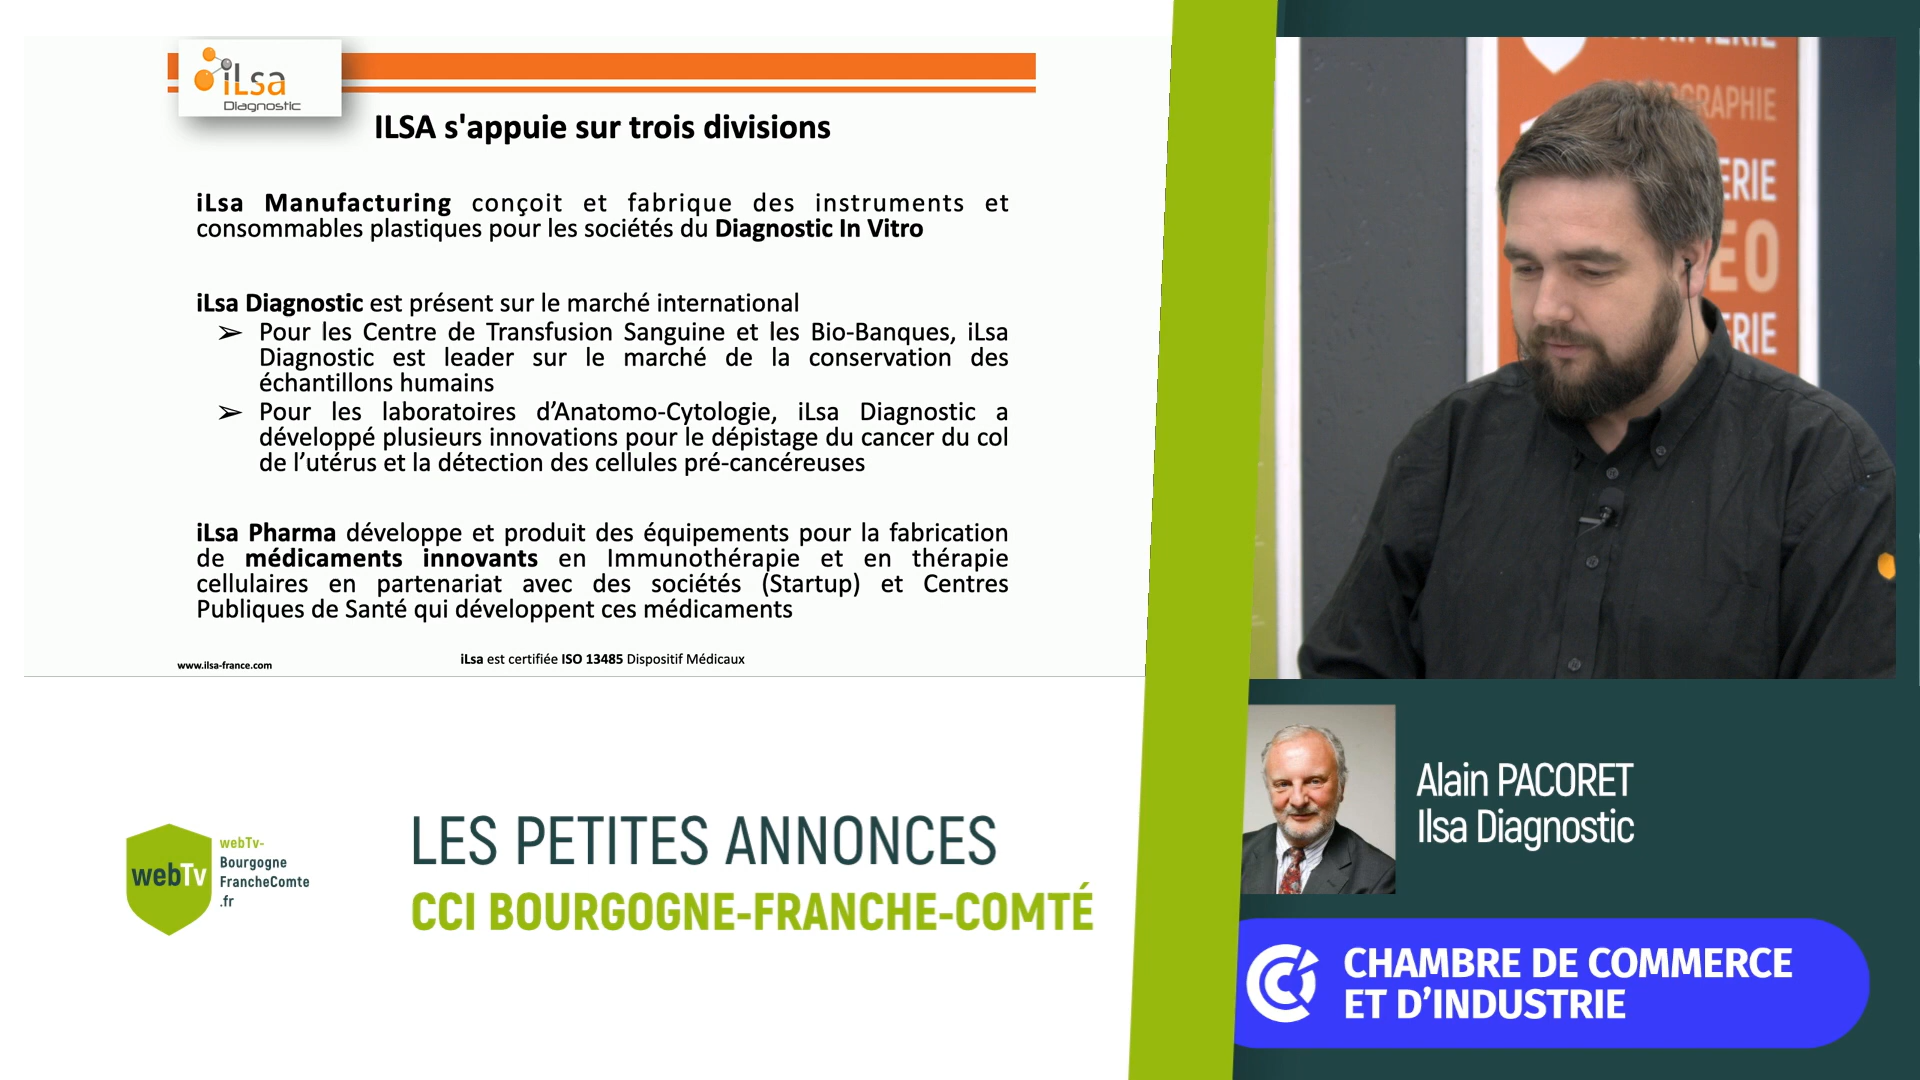 iLsa
Diagnostic
ILSA s'appuie sur trois divisions
iLsa Manufacturing conçoit et fabrique des instruments et
consommables plastiques pour les sociétés du Diagnostic In Vitro
iLsa Diagnostic est présent sur le marché international
➢ Pour les Centre de Transfusion Sanguine et les Bio-Banques, iLsa
Diagnostic est leader sur le marché de la conservation des
échantillons humains
➢ Pour les laboratoires d’Anatomo-Cytologie, iLsa Diagnostic a
développé plusieurs innovations pour le dépistage du cancer du col
de l’utérus et la détection des cellules pré-cancéreuses
iLsa Pharma développe et produit des équipements pour la fabrication
de médicaments innovants en Immunothérapie et en thérapie
cellulaires en partenariat avec des sociétés (Startup) et Centres
Publiques de Santé qui développent ces médicaments
www.ilsa-france.com
iLsa est certifiée ISO 13485 Dispositif Médicaux
webTv
webTv-
Bourgogne
FrancheComte
.fr
LES PETITES ANNONCES
CCI BOURGOGNE-FRANCHE-COMTÉ
Alain PACORET
Ilsa Diagnostic
CHAMBRE DE COMMERCE
ET D’INDUSTRIE